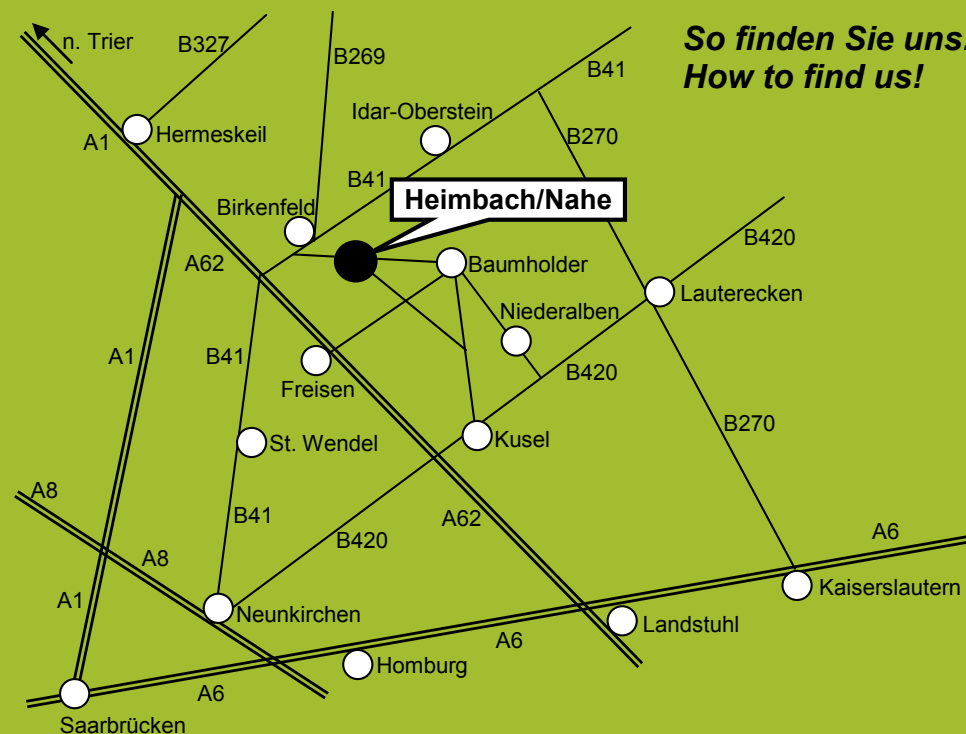 So finden Sie uns!
How to find us!
n. Trier
B327
B269
B41
Idar-Oberstein
B270
Hermeskeil
A1
B41
Heimbach/Nahe
Birkenfeld
B420
A62
Baumholder
Lauterecken
Niederalben
A1
B41
B420
Freisen
B270
St. Wendel
Kusel
A8
B41
A62
B420
A6
A8
Kaiserslautern
A1
Neunkirchen
Landstuhl
A6
Homburg
A6
Saarbrücken